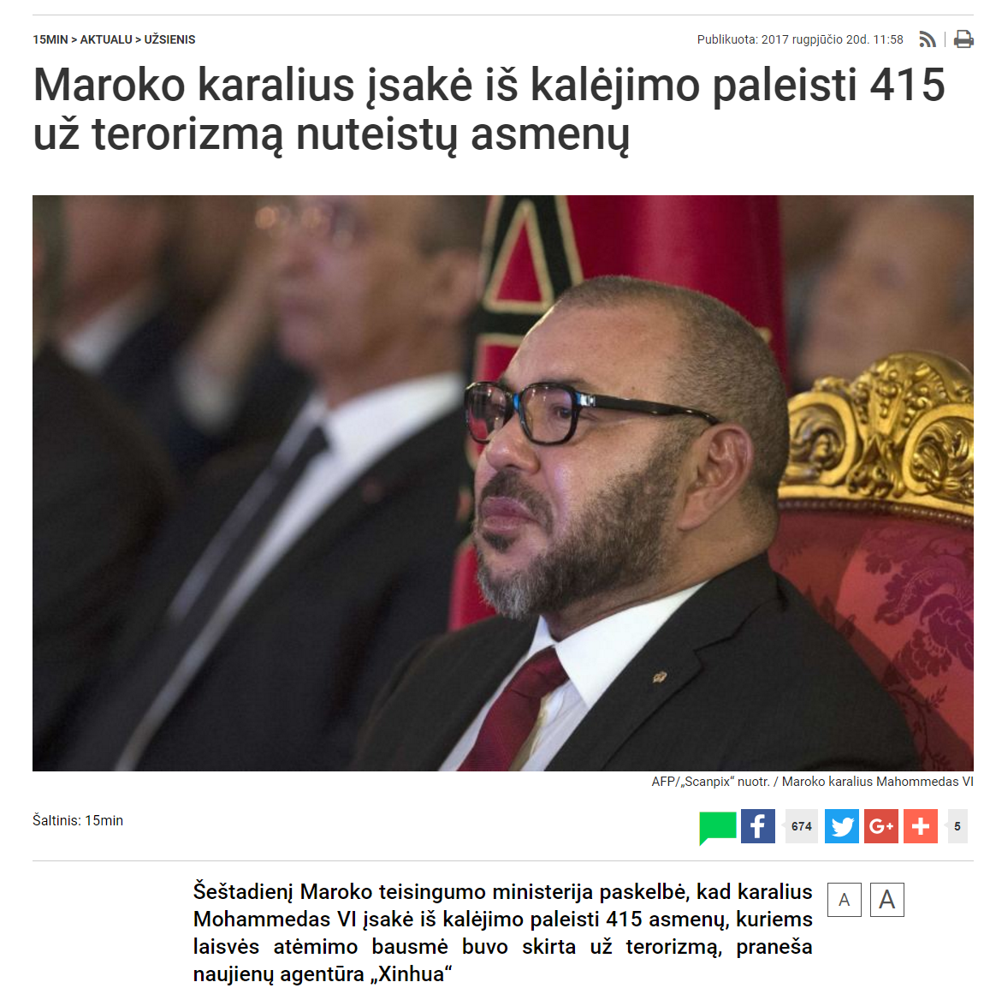 15MIN > AKTUALU > UŽSIENIS
Publikuota: 2017 rugpjūčio 20d. 11:58
Maroko karalius įsakė iš kalėjimo paleisti 415
už terorizmą nuteistų asmenų
AFP/„Scanpix“ nuotr. / Maroko karalius Mahommedas VI
Šaltinis: 15min
f 674 G+ + 5
Šeštadienį Maroko teisingumo ministerija paskelbė, kad karalius
Mohammedas VI įsakė iš kalėjimo paleisti 415 asmenų, kuriems
laisvės atėmimo bausmė buvo skirta už terorizmą, praneša
naujienų agentūra „Xinhua“
A A